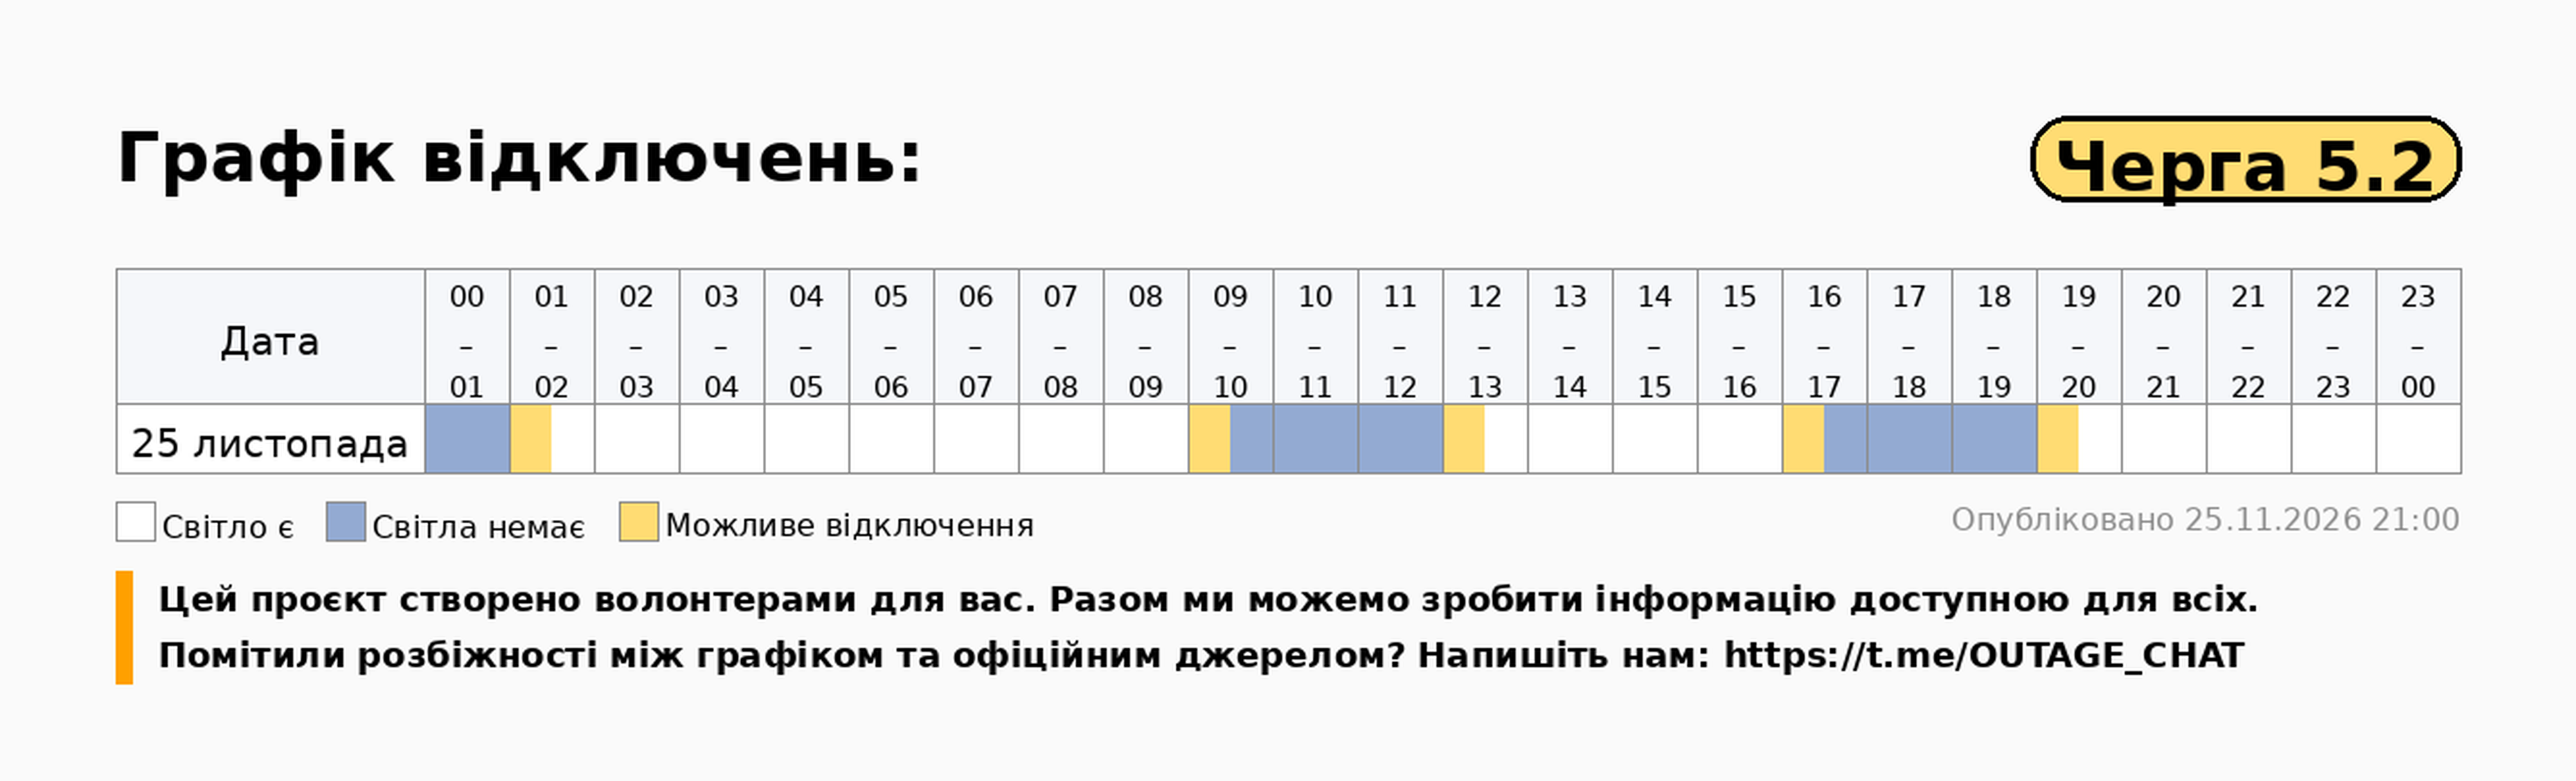 Графік відключень:
Черга 5.2
Дата
00 – 01
01 – 02
02 – 03
03 – 04
04 – 05
05 – 06
06 – 07
07 – 08
08 – 09
09 – 10
10 – 11
11 – 12
12 – 13
13 – 14
14 – 15
15 – 16
16 – 17
17 – 18
18 – 19
19 – 20
20 – 21
21 – 22
22 – 23
23 – 00
25 листопада
Світло є
Світла немає
Можливе відключення
Опубліковано 25.11.2026 21:00
Цей проєкт створено волонтерами для вас. Разом ми можемо зробити інформацію доступною для всіх.
Помітили розбіжності між графіком та офіційним джерелом? Напишіть нам: https://t.me/OUTAGE_CHAT